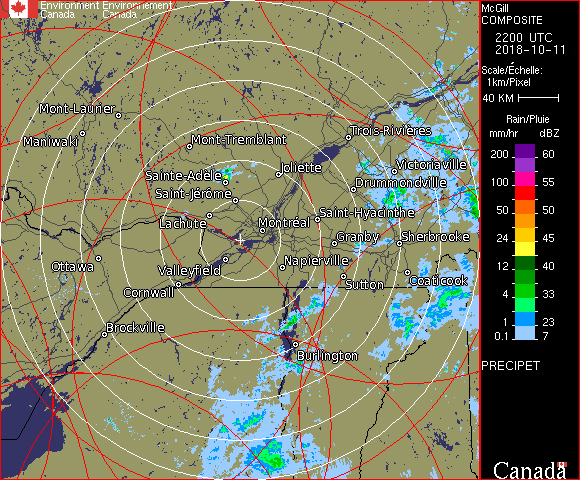 Environment Environnement
Canada Canada
McGill
COMPOSITE
2200 UTC
2018-10-11
Scale/Échelle:
1km/Pixel
40 KM
Rain/Pluie
mm/hr dBZ
200 60
57
100 55
50 50
24 45
12 40
4 33
1 23
0.1 7
PRECIPET
Canada
Mont-Laurier
Maniwaki
Mont-Tremblant
Trois-Rivières
Sainte-Adèle
Joliette
Victoriaville
Drummondville
Saint-Jérôme
Lachute
Montréal
Saint-Hyacinthe
Granby
Sherbrooke
Ottawa
Valleyfield
Napierville
Cornwall
Sutton
Coaticook
Brockville
Burlington